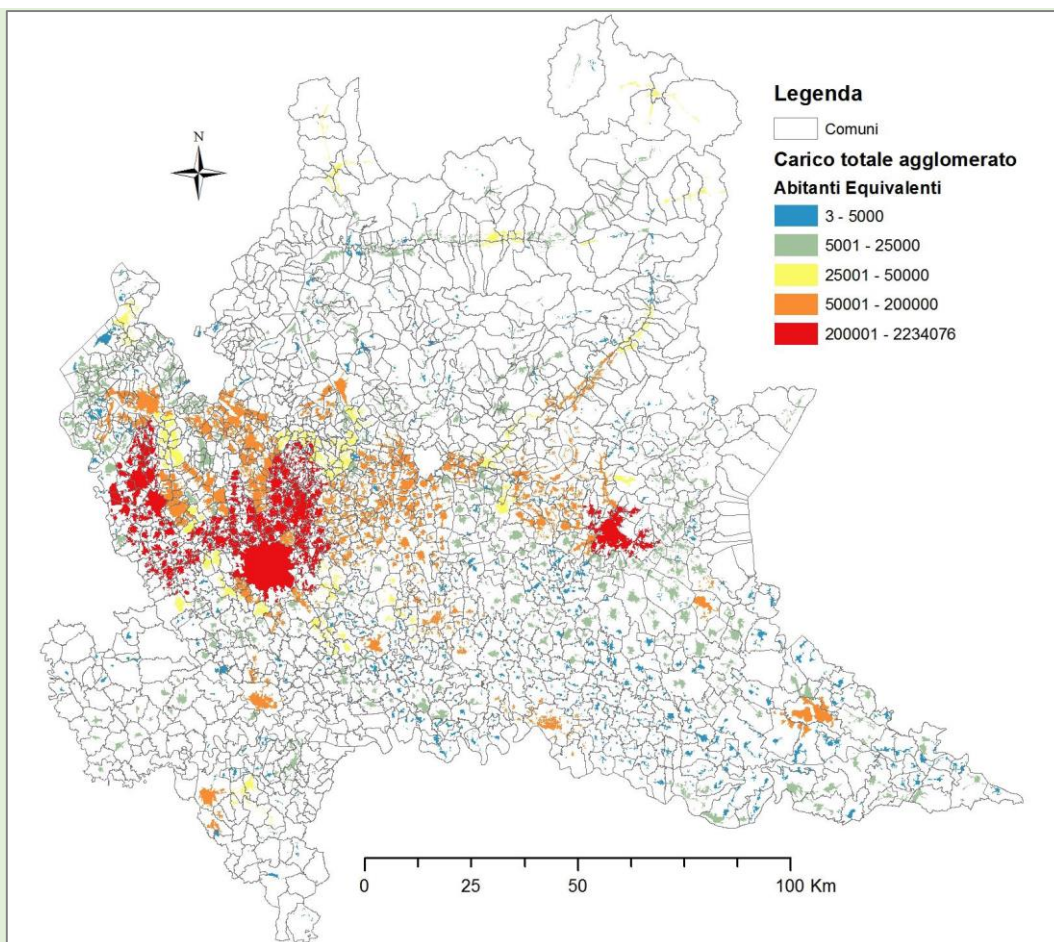 N
Legenda
Comuni
Carico totale agglomerato
Abitanti Equivalenti
3 - 5000
5001 - 25000
25001 - 50000
50001 - 200000
200001 - 2234076
0 25 50 100 Km